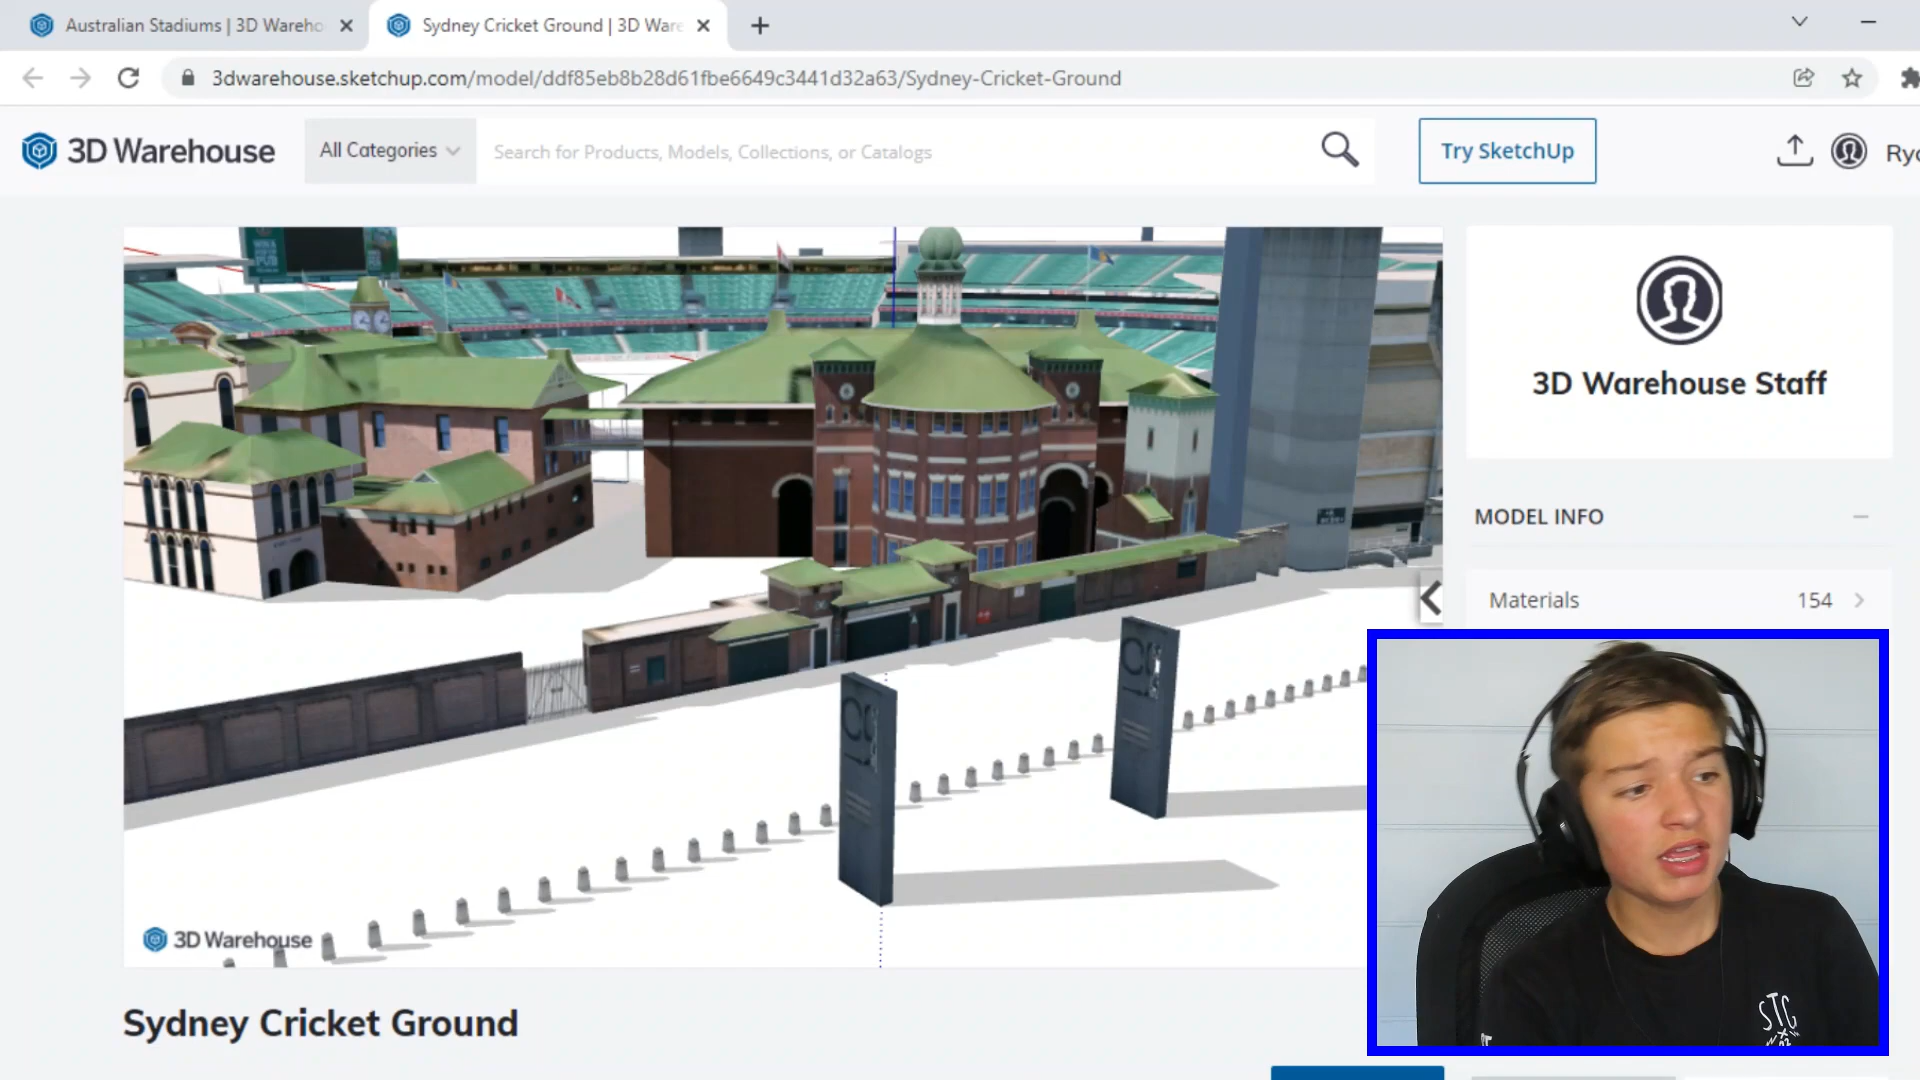 Australian Stadiums | 3D Wareho
Sydney Cricket Ground | 3D Ware
3dwarehouse.sketchup.com/model/ddf85eb8b28d61fbe6649c3441d32a63/Sydney-Cricket-Ground
3D Warehouse
All Categories
Search for Products, Models, Collections, or Catalogs
Try SketchUp
Ryc
3D Warehouse Staff
MODEL INFO
Materials 154
3D Warehouse
Sydney Cricket Ground
STC